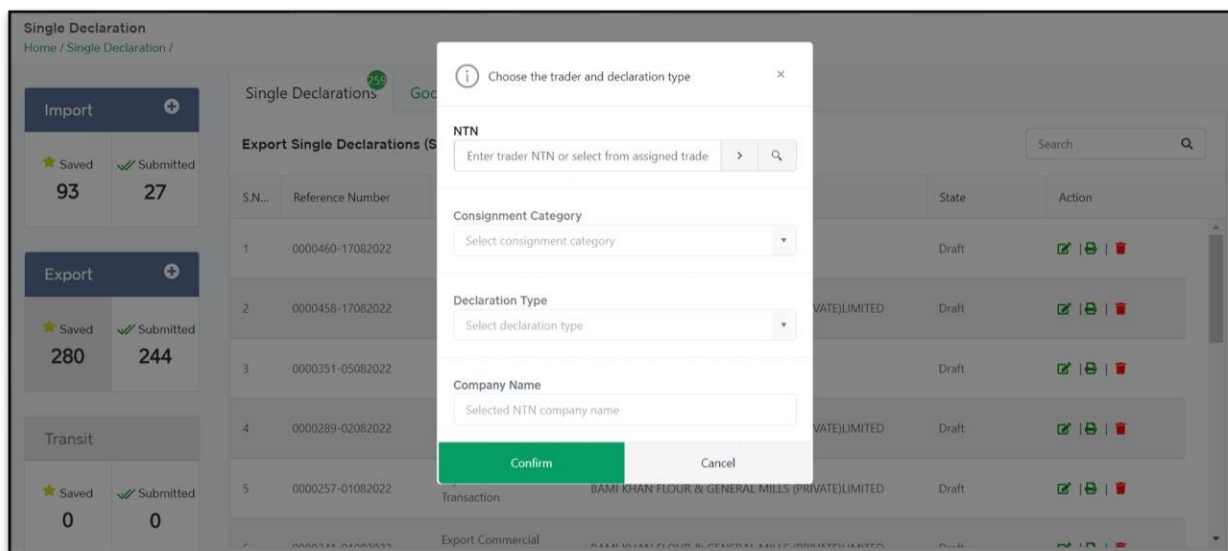 Single Declaration
Home / Single Declaration /
Import
Saved
Submitted
93
27
Export
Saved
Submitted
280
244
Transit
Saved
Submitted
0
0
Single Declarations
259
Export Single Declarations (S
Search
S.N...
Reference Number
State
Action
1 0000460-17082022 Draft
2 0000458-17082022 VATE)LIMITED Draft
3 0000351-05082022 Draft
4 0000289-02082022 VATE)LIMITED Draft
5 0000257-01082022 Transaction BAMI KHAN FLOUR & GENERAL MILLS (PRIVATE)LIMITED Draft
Export Commercial
Choose the trader and declaration type
×
NTN
Enter trader NTN or select from assigned trade
>
Consignment Category
Select consignment category
Declaration Type
Select declaration type
Company Name
Selected NTN company name
Confirm
Cancel